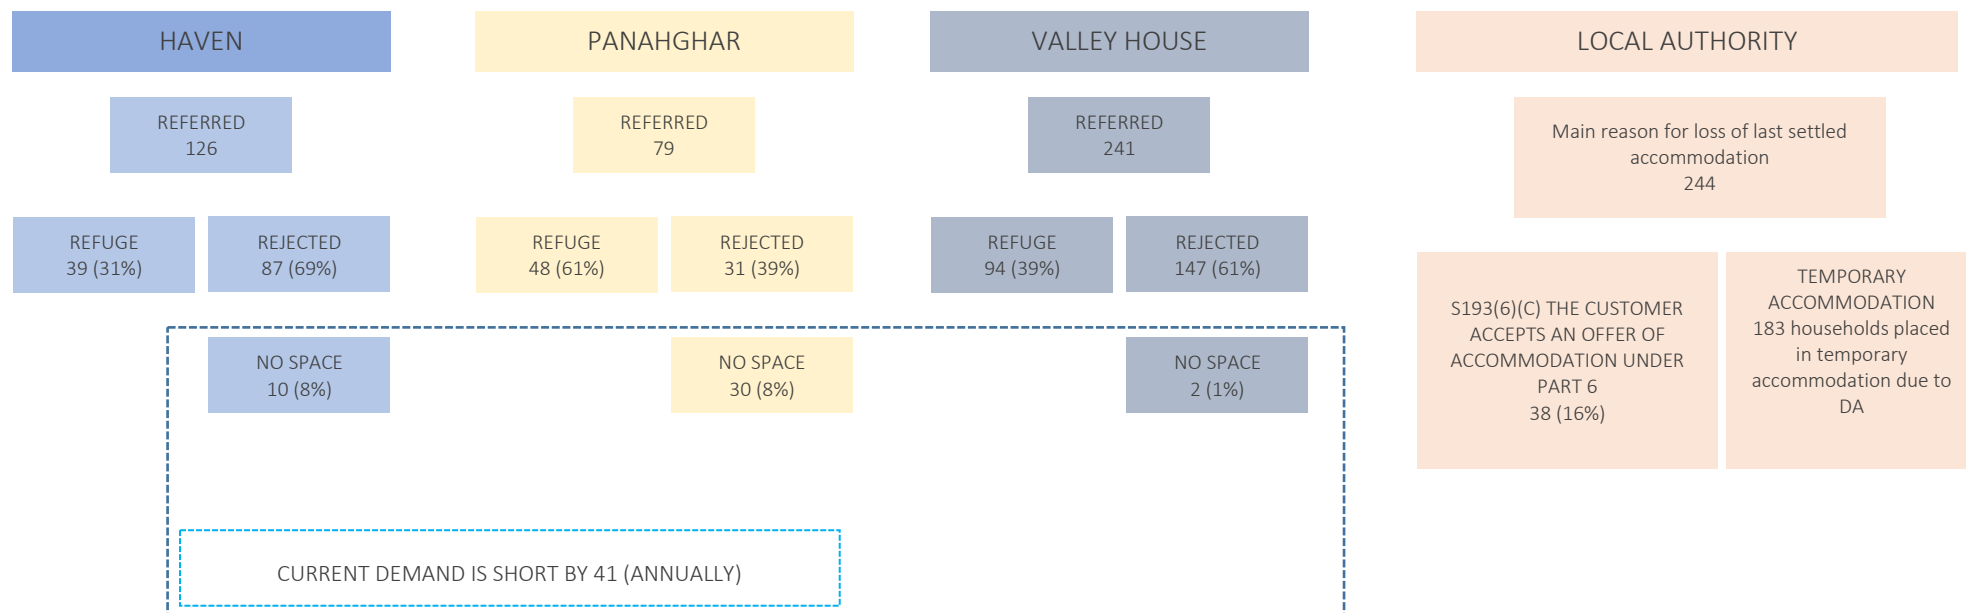 HAVEN
REFERRED
126
REFUGE
39 (31%)
REJECTED
87 (69%)
NO SPACE
10 (8%)
PANAHGHAR
REFERRED
79
REFUGE
48 (61%)
REJECTED
31 (39%)
NO SPACE
30 (8%)
VALLEY HOUSE
REFERRED
241
REFUGE
94 (39%)
REJECTED
147 (61%)
NO SPACE
2 (1%)
CURRENT DEMAND IS SHORT BY 41 (ANNUALLY)
LOCAL AUTHORITY
Main reason for loss of last settled
accommodation
244
S193(6)(C) THE CUSTOMER
ACCEPTS AN OFFER OF
ACCOMMODATION UNDER
PART 6
38 (16%)
TEMPORARY
ACCOMMODATION
183 households placed
in temporary
accommodation due to
DA